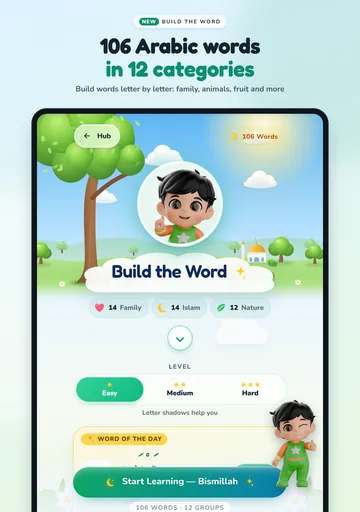 NEW BUILD THE WORD
106 Arabic words
in 12 categories
Build words letter by letter: family, animals, fruit and more
← Hub
106 Words
Build the Word
14 Family
14 Islam
12 Nature
LEVEL
Easy
Medium
Hard
Letter shadows help you
WORD OF THE DAY
Start Learning — Bismillah
106 WORDS · 12 GROUPS